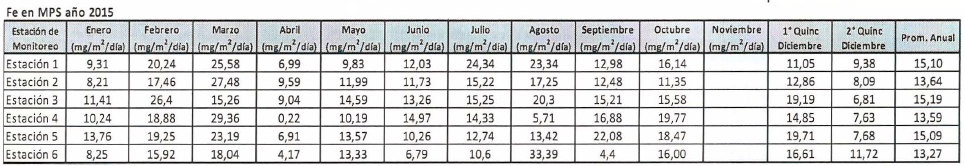 Fe en MPS año 2015
Estación de Monitoreo | Enero (mg/m²/día) | Febrero (mg/m²/día) | Marzo (mg/m²/día) | Abril (mg/m²/día) | Mayo (mg/m²/día) | Junio (mg/m²/día) | Julio (mg/m²/día) | Agosto (mg/m²/día) | Septiembre (mg/m²/día) | Octubre (mg/m²/día) | Noviembre (mg/m²/día) | 1° Quinc Diciembre | 2° Quinc Diciembre | Prom. Anual
Estación 1 | 9,31 | 20,24 | 25,58 | 6,99 | 9,83 | 12,03 | 24,34 | 23,34 | 12,98 | 16,14 | | 11,05 | 9,38 | 15,10
Estación 2 | 8,21 | 17,46 | 27,48 | 9,59 | 11,99 | 11,73 | 15,22 | 17,25 | 12,48 | 11,35 | | 12,86 | 8,09 | 13,64
Estación 3 | 11,41 | 26,4 | 15,26 | 9,04 | 14,59 | 13,26 | 15,25 | 20,3 | 15,21 | 15,58 | | 19,19 | 6,81 | 15,19
Estación 4 | 10,24 | 18,88 | 29,36 | 0,22 | 10,19 | 14,97 | 14,33 | 5,71 | 16,88 | 19,77 | | 14,85 | 7,63 | 13,59
Estación 5 | 13,76 | 19,25 | 23,19 | 6,91 | 13,57 | 10,26 | 12,74 | 13,42 | 22,08 | 18,47 | | 19,71 | 7,68 | 15,09
Estación 6 | 8,25 | 15,92 | 18,04 | 4,17 | 13,33 | 6,79 | 10,6 | 33,39 | 4,4 | 16,00 | | 16,61 | 11,72 | 13,27